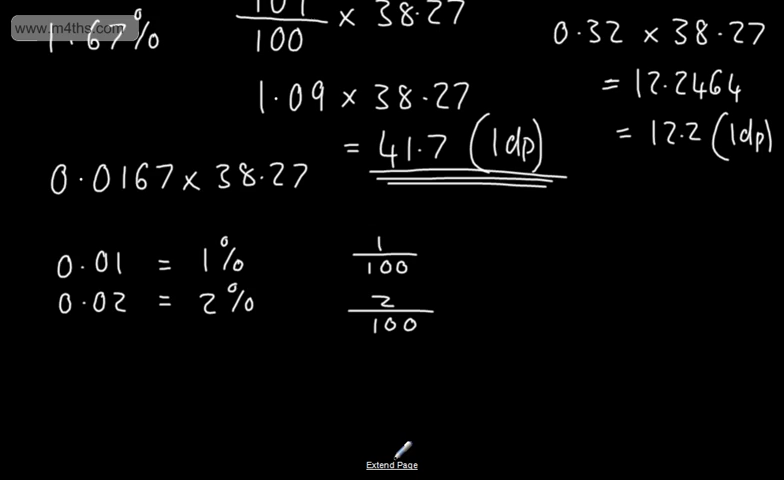 www.m4ths.com
1.67%
109/100 × 38.27
1.09 × 38.27
= 41.7 (1dp)
0.32 × 38.27
= 12.2464
= 12.2 (1dp)
0.0167 × 38.27
0.01 = 1% 1/100
0.02 = 2% 2/100
Extend Page